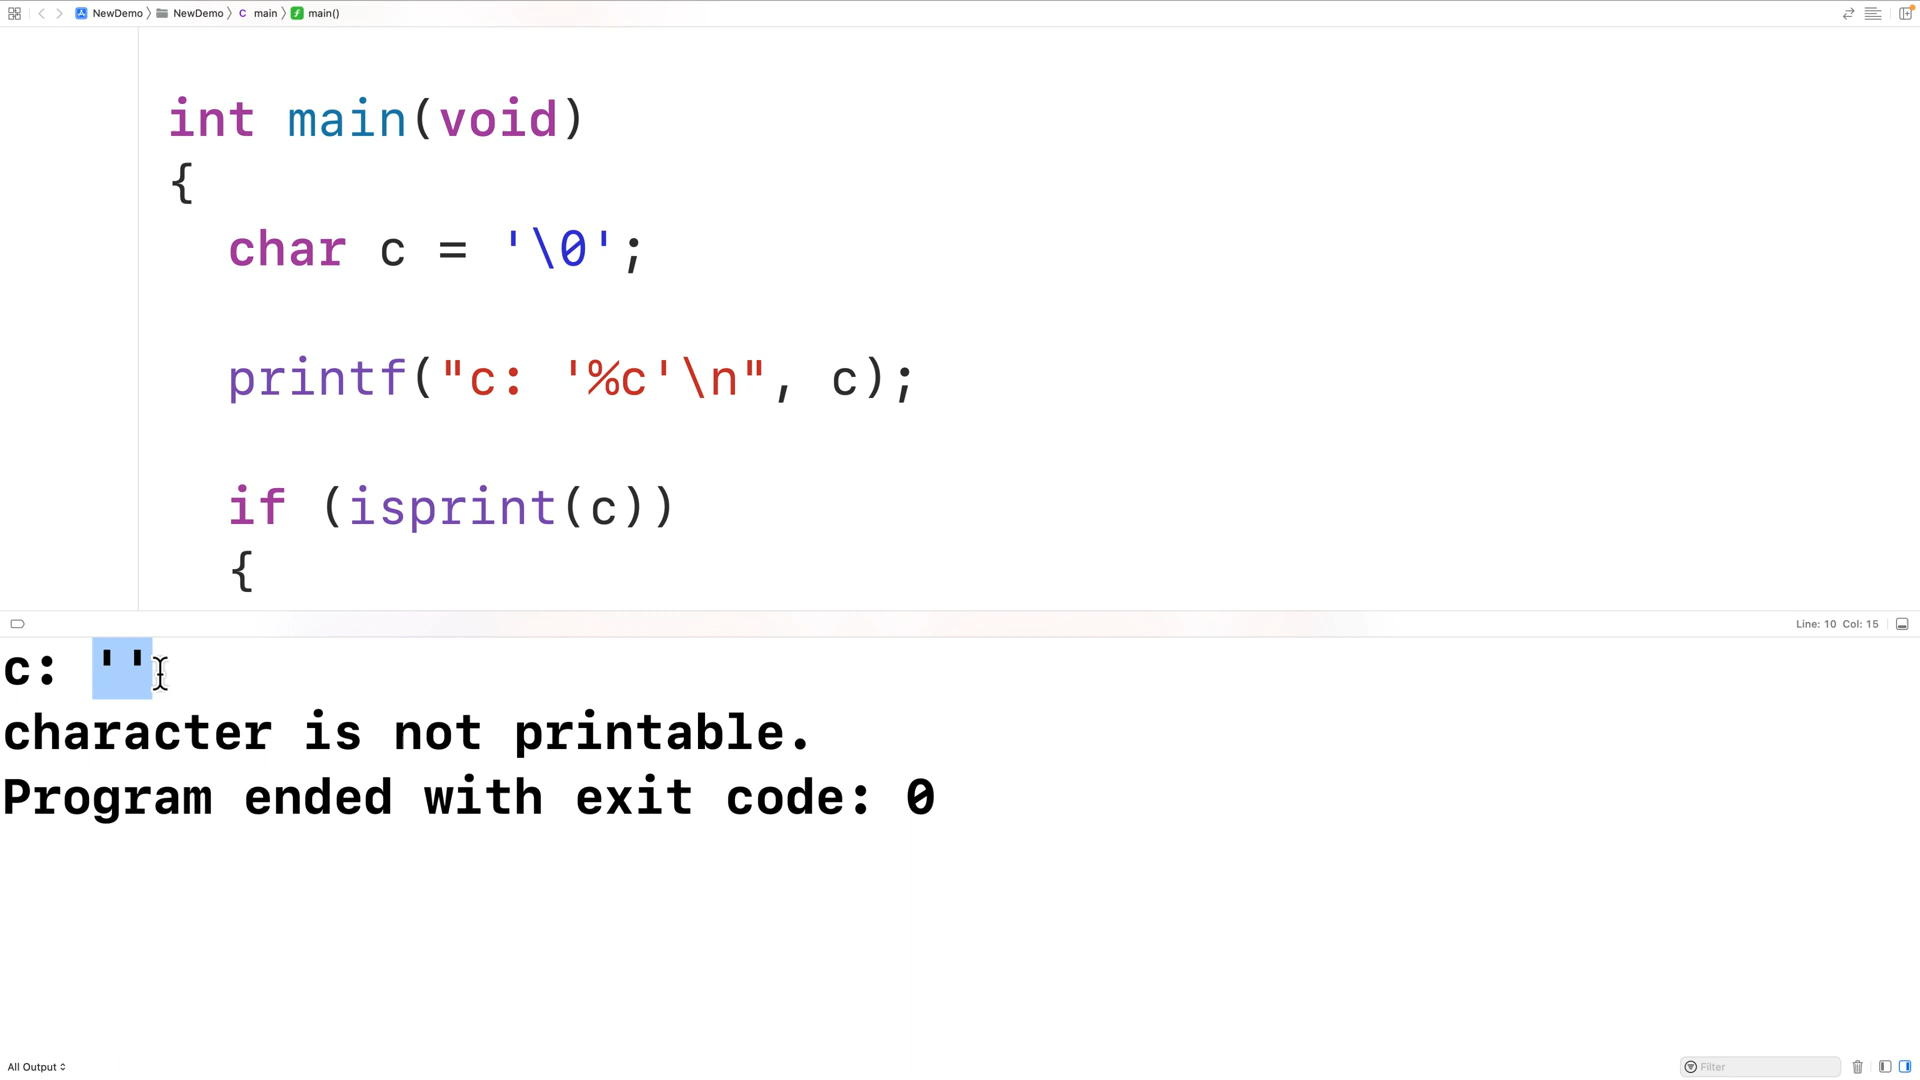 NewDemo 〉 NewDemo 〉 C main 〉 f main()
int main(void)
{
char c = '\0';
printf("c: '%c'\n", c);
if (isprint(c))
{
Line: 10 Col: 15
c: ''
character is not printable.
Program ended with exit code: 0
All Output
Filter